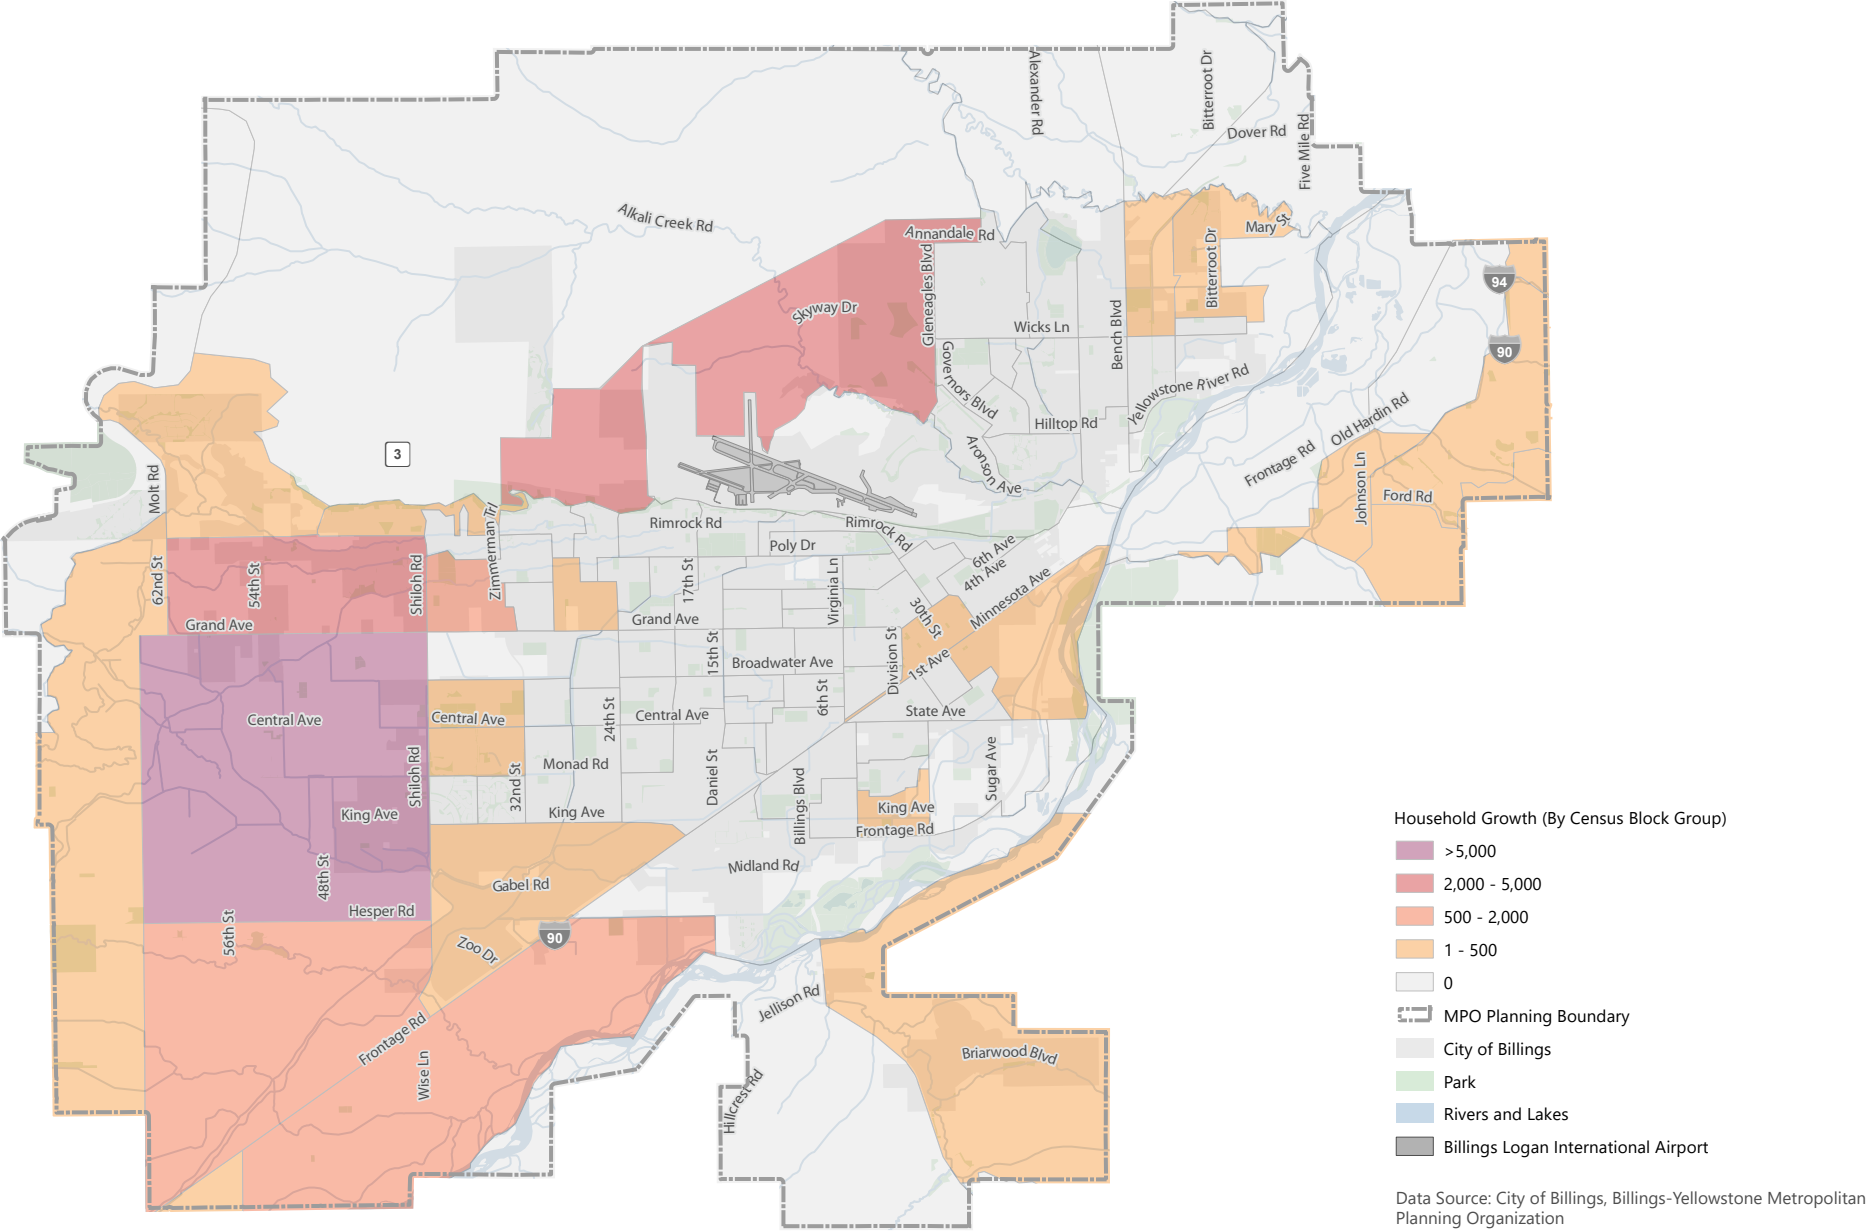 Alexander Rd
Bitterroot Dr
Dover Rd
Five Mile Rd
Alkali Creek Rd
Annandale Rd
Mary St
Bitterroot Dr
Gleneagles Blvd
Skyway Dr
94
Wicks Ln
Bench Blvd
90
Governors Blvd
Yellowstone River Rd
Hilltop Rd
Old Hardin Rd
3
Molt Rd
Aronson Ave
Frontage Rd
Johnson Ln
Ford Rd
Zimmerman Trl
Rimrock Rd
Rimrock Rd
Poly Dr
6th Ave
4th Ave
Minnesota Ave
62nd St
54th St
Shiloh Rd
17th St
Virginia Ln
30th St
Grand Ave
Grand Ave
15th St
Broadwater Ave
Division St
1st Ave
6th St
Central Ave
Central Ave
24th St
Central Ave
State Ave
Shiloh Rd
32nd St
Monad Rd
Daniel St
Billings Blvd
Sugar Ave
King Ave
King Ave
King Ave
Frontage Rd
48th St
Gabel Rd
Midland Rd
Hesper Rd
56th St
Zoo Dr
90
Jellison Rd
Frontage Rd
Wise Ln
Briarwood Blvd
Hillcrest Rd
Household Growth (By Census Block Group)
>5,000
2,000 - 5,000
500 - 2,000
1 - 500
0
MPO Planning Boundary
City of Billings
Park
Rivers and Lakes
Billings Logan International Airport
Data Source: City of Billings, Billings-Yellowstone Metropolitan
Planning Organization